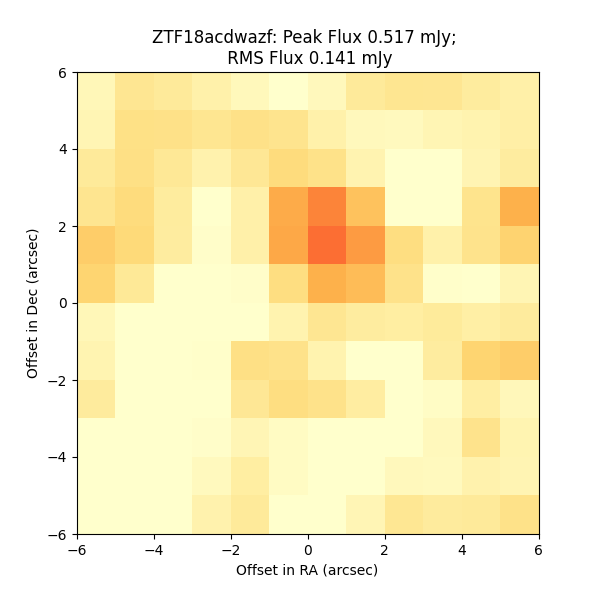 ZTF18acdwazf: Peak Flux 0.517 mJy;
RMS Flux 0.141 mJy
6
4
2
0
−2
−4
−6
Offset in Dec (arcsec)
−6 −4 −2 0 2 4 6
Offset in RA (arcsec)